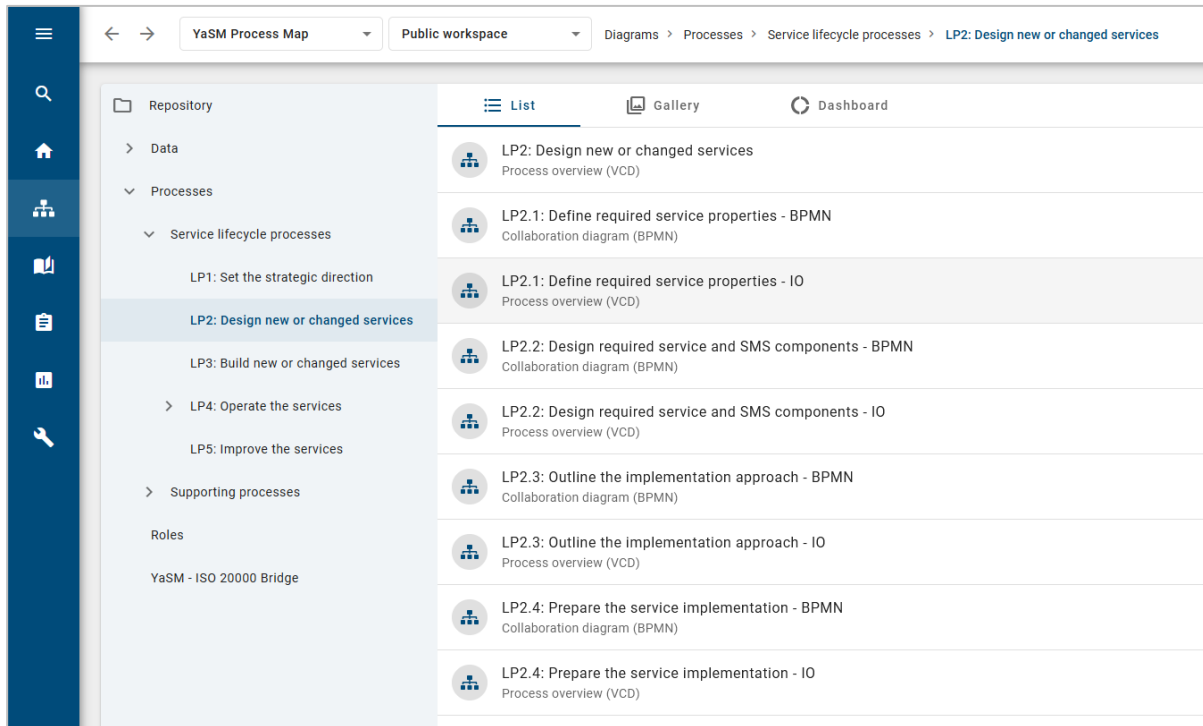 YaSM Process Map
Public workspace
Diagrams > Processes > Service lifecycle processes > LP2: Design new or changed services
Repository
Data
Processes
Service lifecycle processes
LP1: Set the strategic direction
LP2: Design new or changed services
LP3: Build new or changed services
LP4: Operate the services
LP5: Improve the services
Supporting processes
Roles
YaSM - ISO 20000 Bridge
List
Gallery
Dashboard
LP2: Design new or changed services
Process overview (VCD)
LP2.1: Define required service properties - BPMN
Collaboration diagram (BPMN)
LP2.1: Define required service properties - IO
Process overview (VCD)
LP2.2: Design required service and SMS components - BPMN
Collaboration diagram (BPMN)
LP2.2: Design required service and SMS components - IO
Process overview (VCD)
LP2.3: Outline the implementation approach - BPMN
Collaboration diagram (BPMN)
LP2.3: Outline the implementation approach - IO
Process overview (VCD)
LP2.4: Prepare the service implementation - BPMN
Collaboration diagram (BPMN)
LP2.4: Prepare the service implementation - IO
Process overview (VCD)